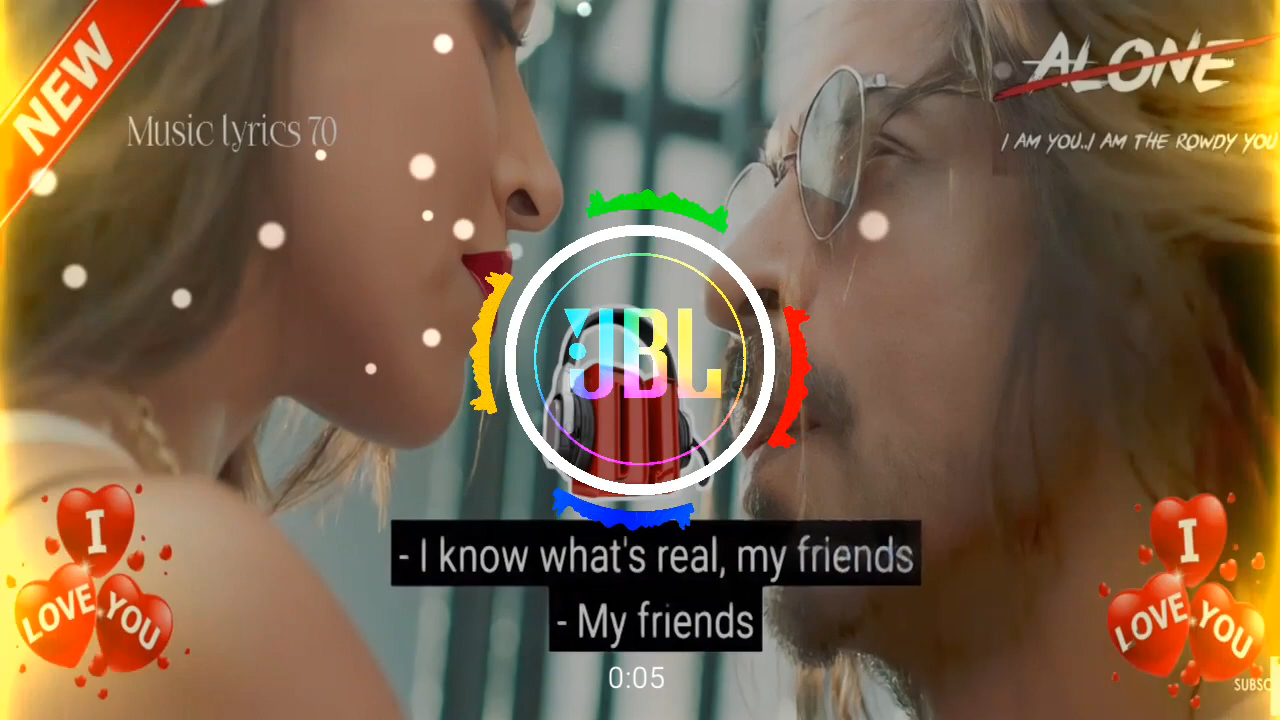 NEW
Music lyrics 70
ALONE
I AM YOU..I AM THE ROWDY YOU
JBL
- I know what's real, my friends
- My friends
0:05
I
LOVE YOU
I
LOVE YOU
SUBSC